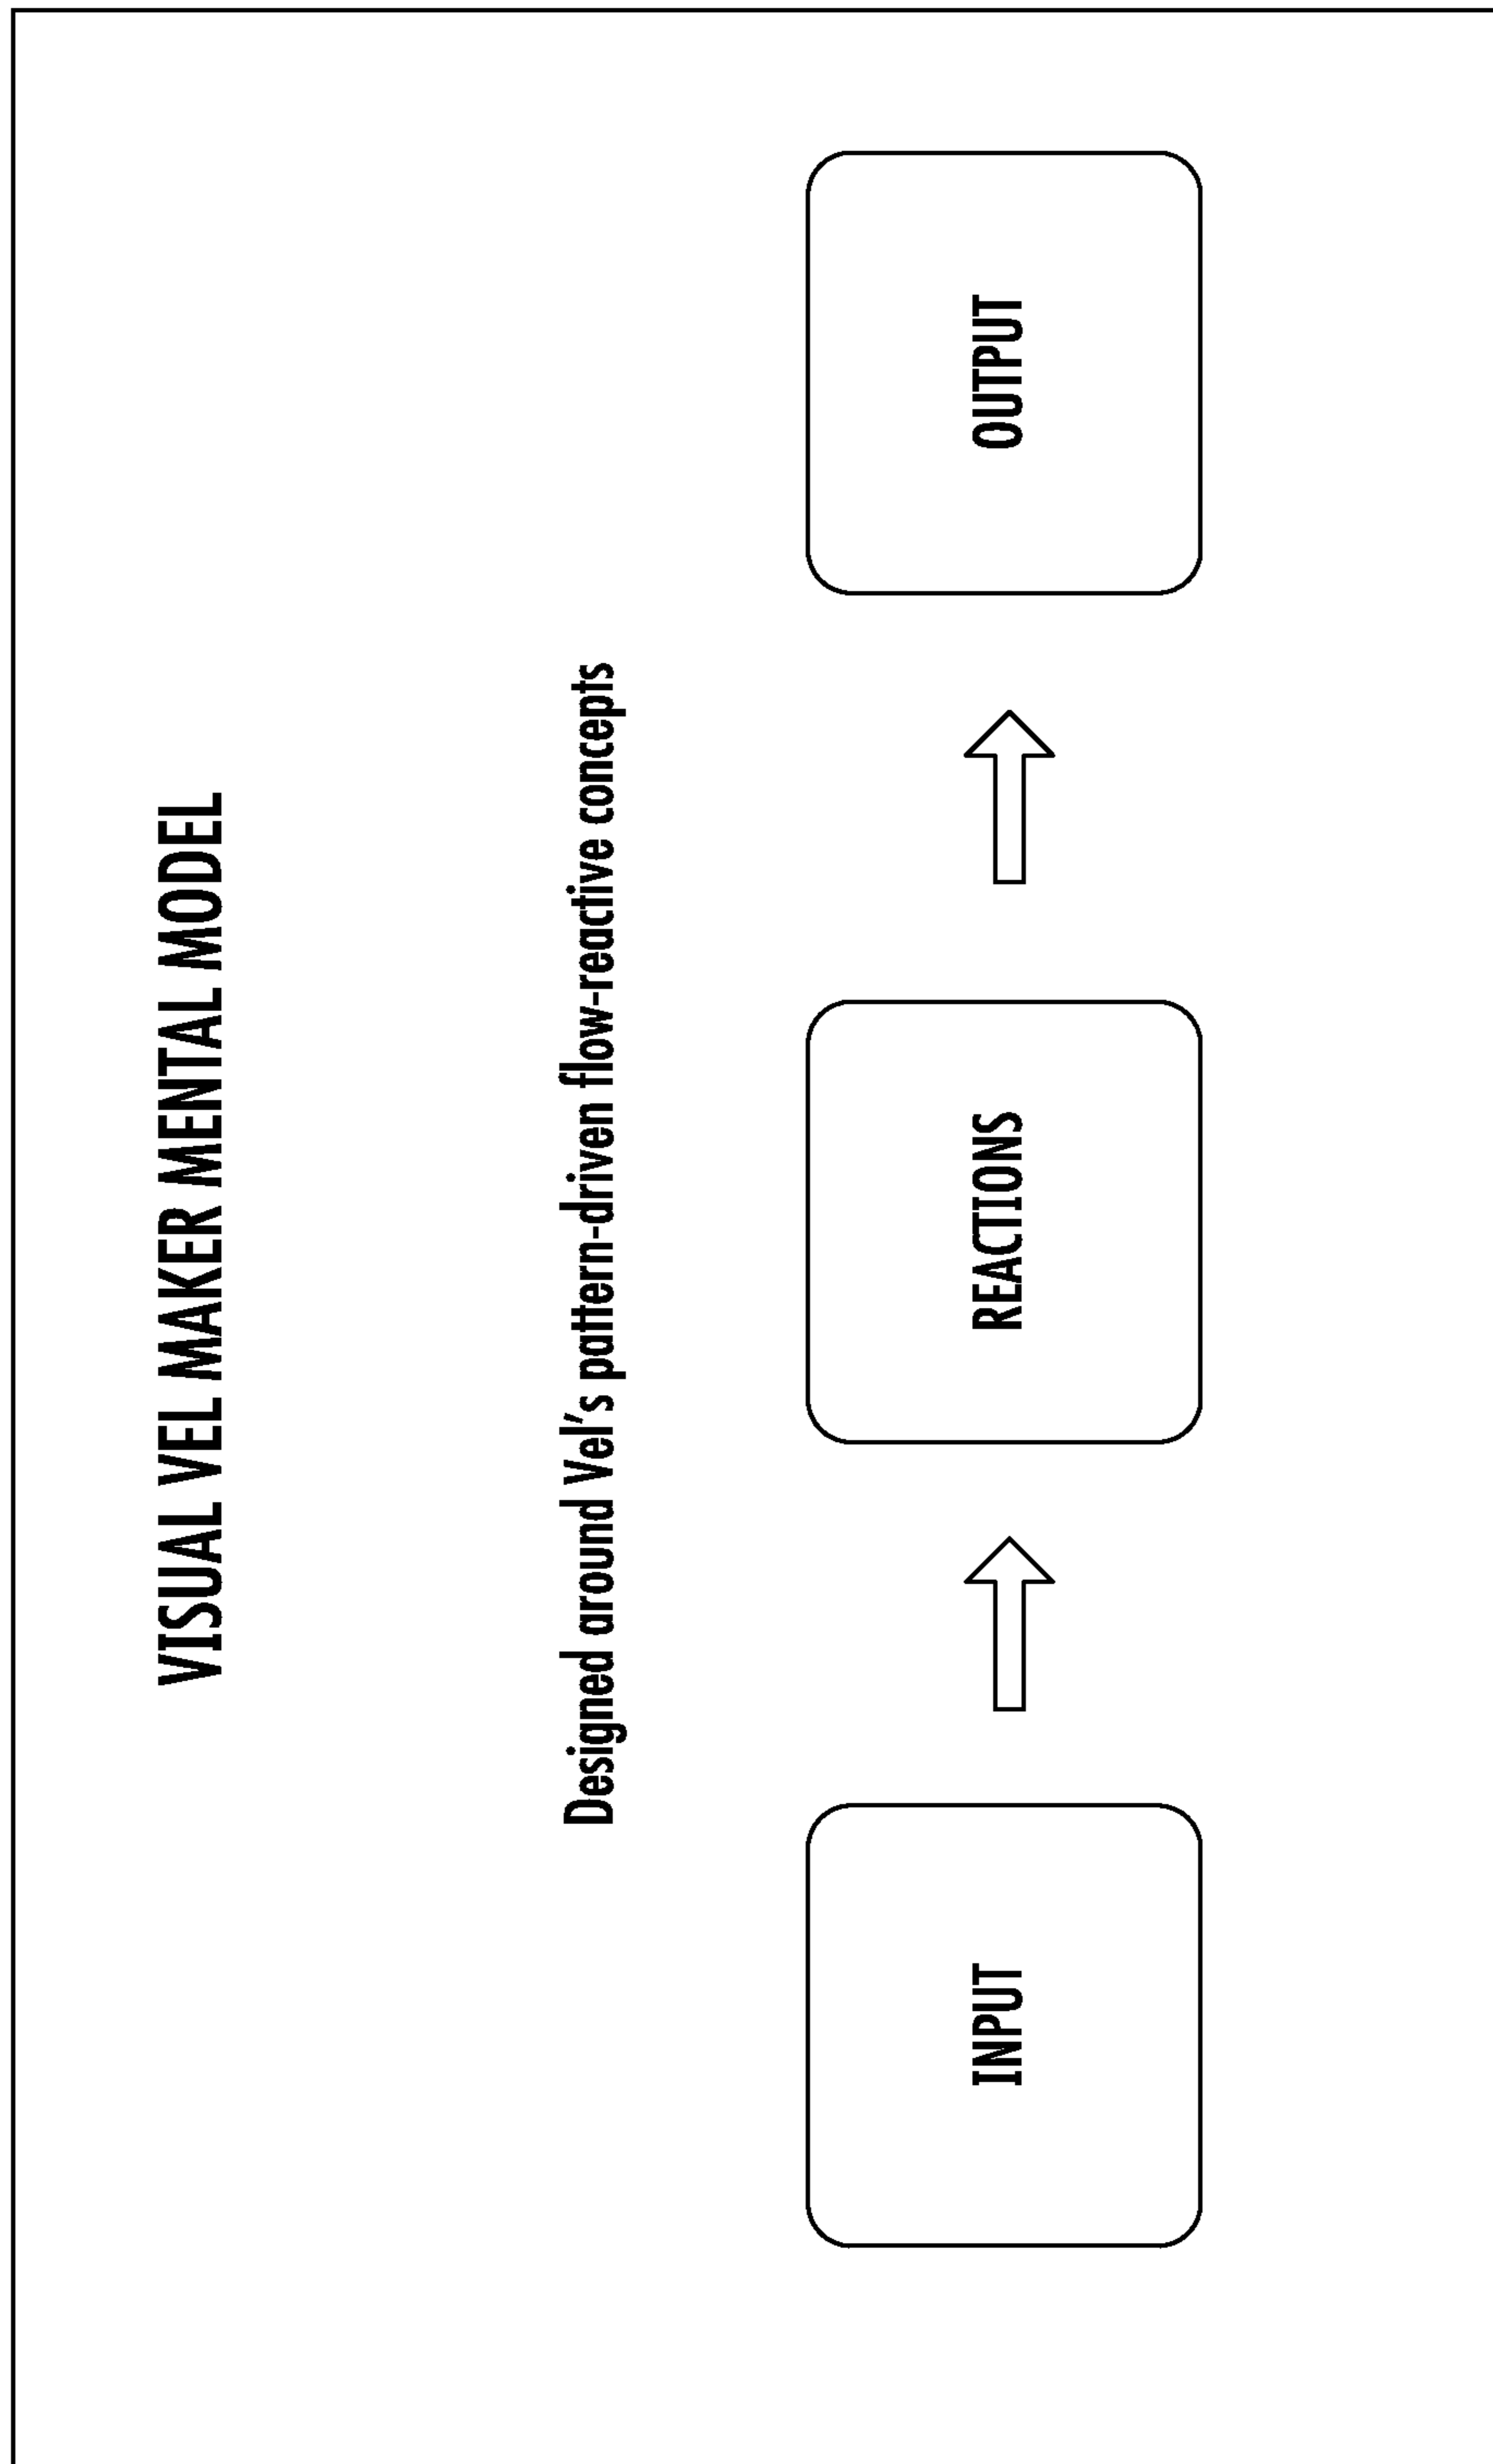 VISUAL VEL MAKER MENTAL MODEL
Designed around Vel's pattern-driven flow-reactive concepts
INPUT
REACTIONS
OUTPUT